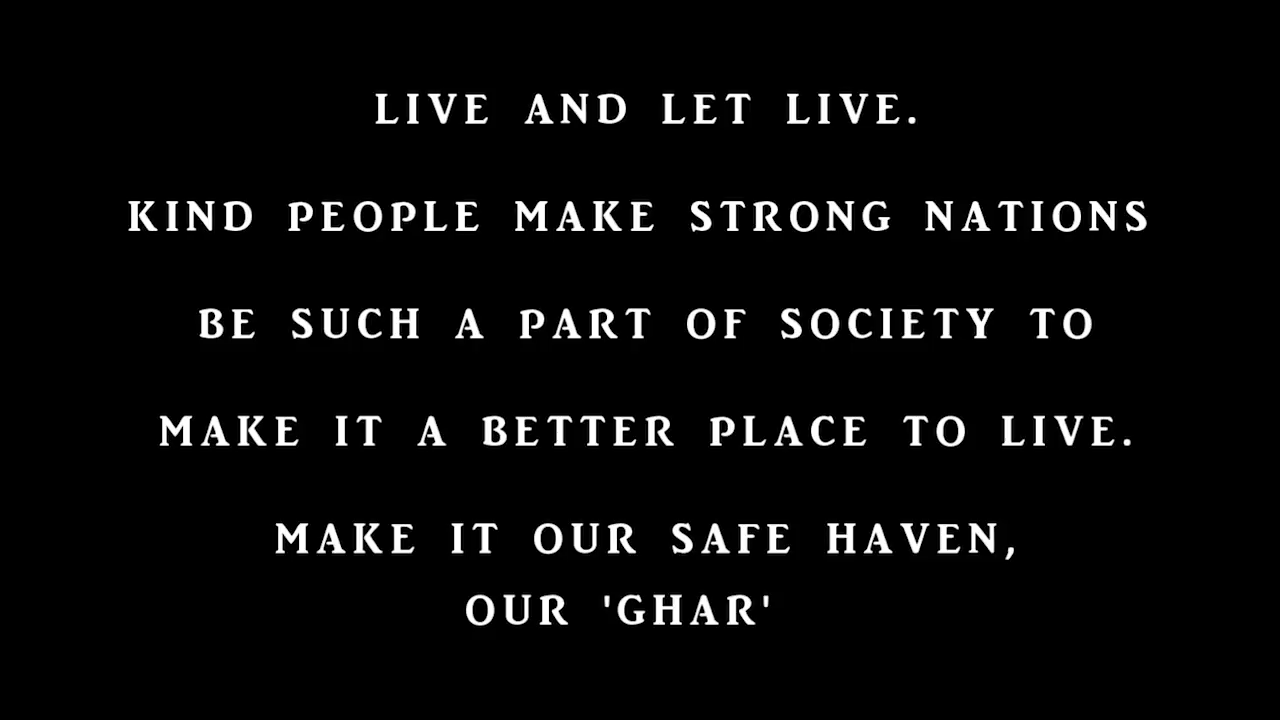 LIVE AND LET LIVE.
KIND PEOPLE MAKE STRONG NATIONS
BE SUCH A PART OF SOCIETY TO
MAKE IT A BETTER PLACE TO LIVE.
MAKE IT OUR SAFE HAVEN,
OUR 'GHAR'